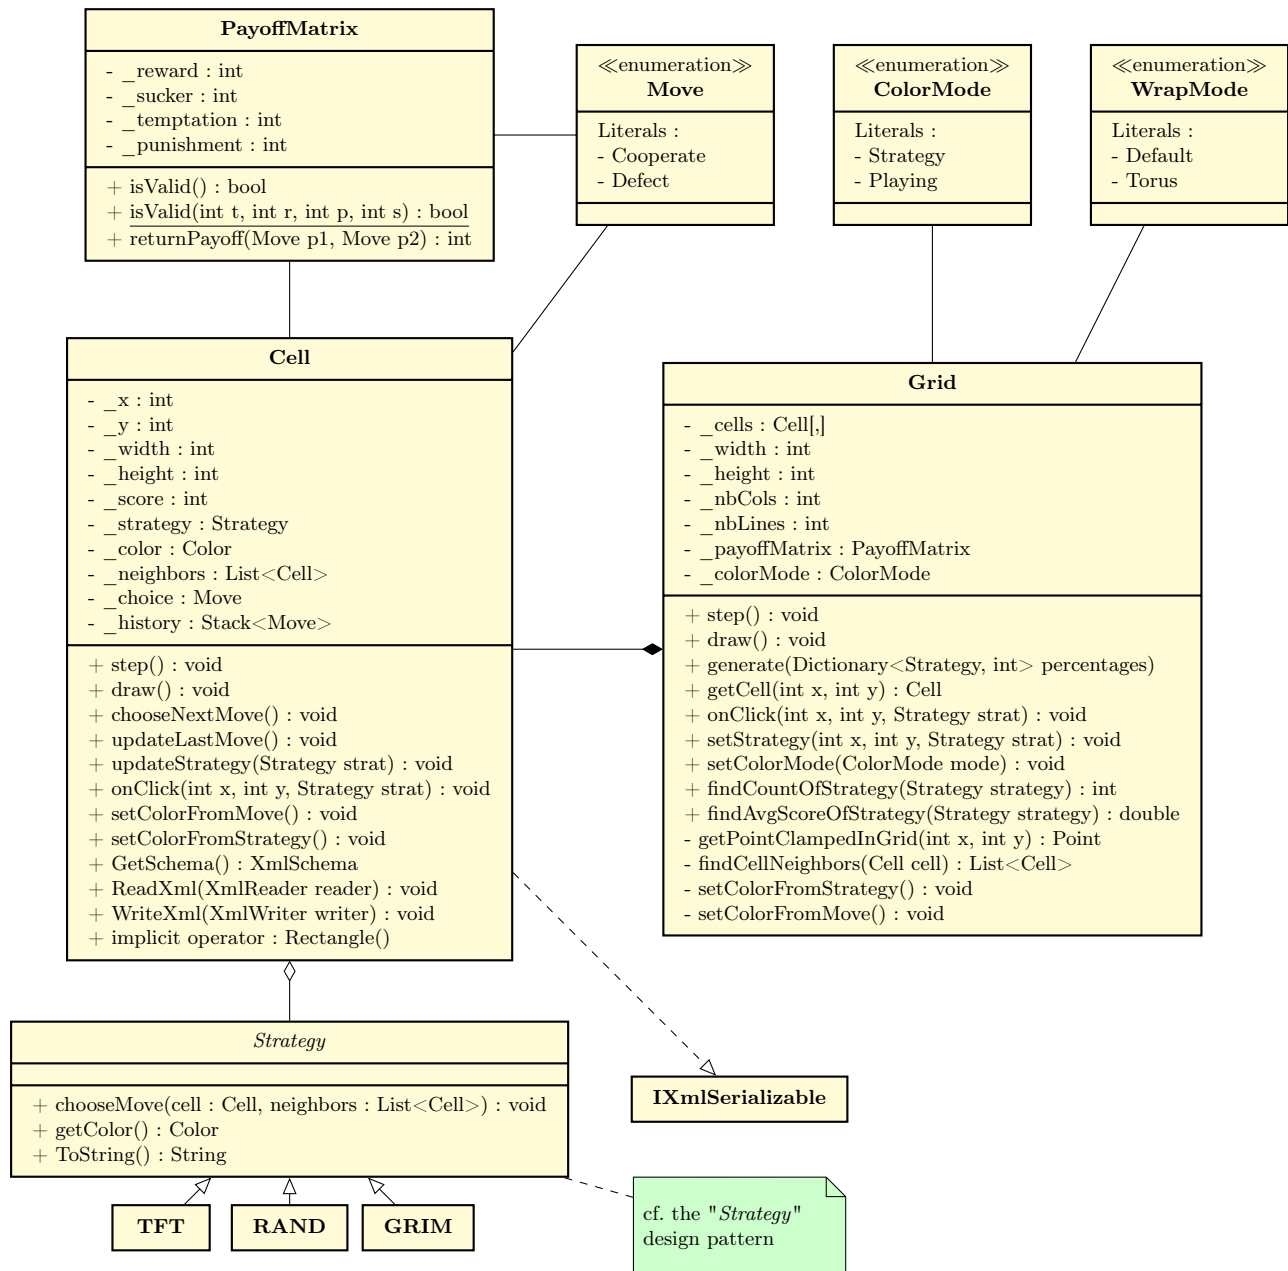 PayoffMatrix
- _reward : int
- _sucker : int
- _temptation : int
- _punishment : int
+ isValid() : bool
+ isValid(int t, int r, int p, int s) : bool
+ returnPayoff(Move p1, Move p2) : int
≪enumeration≫
Move
Literals :
- Cooperate
- Defect
≪enumeration≫
ColorMode
Literals :
- Strategy
- Playing
≪enumeration≫
WrapMode
Literals :
- Default
- Torus
Cell
- _x : int
- _y : int
- _width : int
- _height : int
- _score : int
- _strategy : Strategy
- _color : Color
- _neighbors : List<Cell>
- _choice : Move
- _history : Stack<Move>
+ step() : void
+ draw() : void
+ chooseNextMove() : void
+ updateLastMove() : void
+ updateStrategy(Strategy strat) : void
+ onClick(int x, int y, Strategy strat) : void
+ setColorFromMove() : void
+ setColorFromStrategy() : void
+ GetSchema() : XmlSchema
+ ReadXml(XmlReader reader) : void
+ WriteXml(XmlWriter writer) : void
+ implicit operator : Rectangle()
Grid
- _cells : Cell[,]
- _width : int
- _height : int
- _nbCols : int
- _nbLines : int
- _payoffMatrix : PayoffMatrix
- _colorMode : ColorMode
+ step() : void
+ draw() : void
+ generate(Dictionary<Strategy, int> percentages)
+ getCell(int x, int y) : Cell
+ onClick(int x, int y, Strategy strat) : void
+ setStrategy(int x, int y, Strategy strat) : void
+ setColorMode(ColorMode mode) : void
+ findCountOfStrategy(Strategy strategy) : int
+ findAvgScoreOfStrategy(Strategy strategy) : double
- getPointClampedInGrid(int x, int y) : Point
- findCellNeighbors(Cell cell) : List<Cell>
- setColorFromStrategy() : void
- setColorFromMove() : void
Strategy
+ chooseMove(cell : Cell, neighbors : List<Cell>) : void
+ getColor() : Color
+ ToString() : String
IXmlSerializable
TFT
RAND
GRIM
cf. the "Strategy"
design pattern